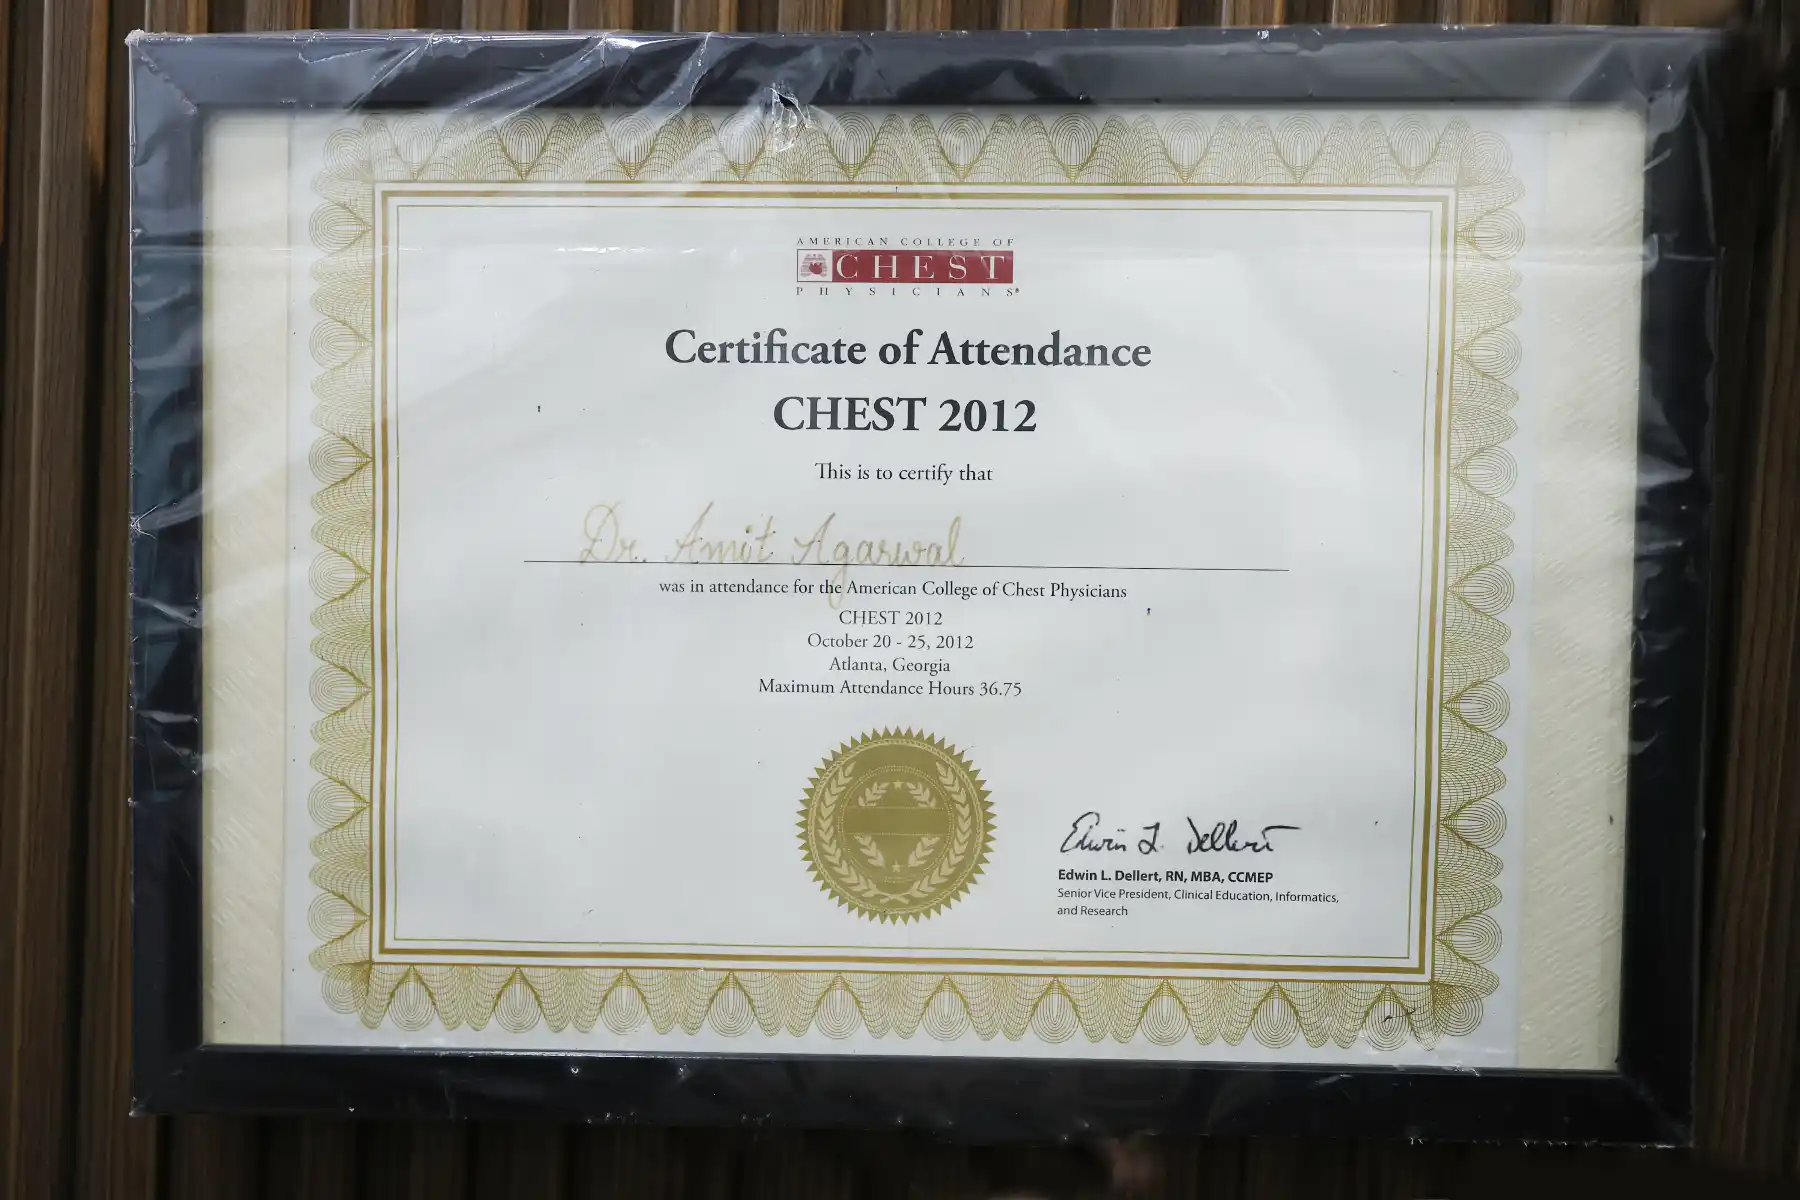 AMERICAN COLLEGE OF
CHEST
PHYSICIANS®
Certificate of Attendance
CHEST 2012
This is to certify that
Dr. Amit Agarwal
was in attendance for the American College of Chest Physicians
CHEST 2012
October 20 - 25, 2012
Atlanta, Georgia
Maximum Attendance Hours 36.75
Edwin L. Dellert
Edwin L. Dellert, RN, MBA, CCMEP
Senior Vice President, Clinical Education, Informatics,
and Research